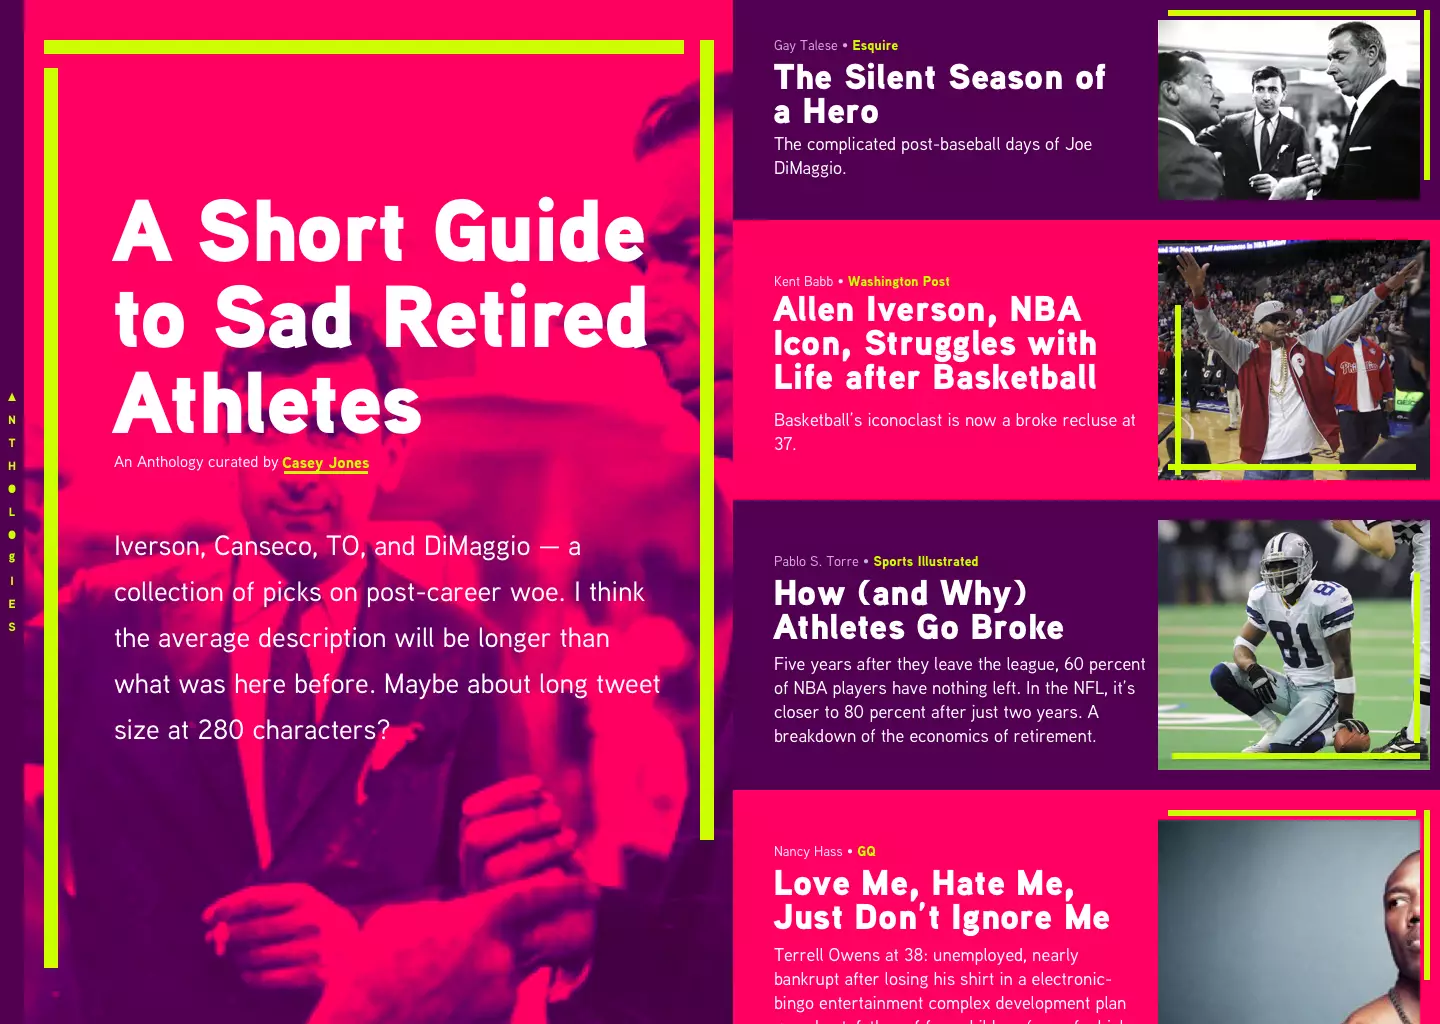 ANTHOLOgIES
A Short Guide
to Sad Retired
Athletes
An Anthology curated by Casey Jones
Iverson, Canseco, TO, and DiMaggio — a
collection of picks on post-career woe. I think
the average description will be longer than
what was here before. Maybe about long tweet
size at 280 characters?
Gay Talese • Esquire
The Silent Season of
a Hero
The complicated post-baseball days of Joe
DiMaggio.
Kent Babb • Washington Post
Allen Iverson, NBA
Icon, Struggles with
Life after Basketball
Basketball's iconoclast is now a broke recluse at
37.
Pablo S. Torre • Sports Illustrated
How (and Why)
Athletes Go Broke
Five years after they leave the league, 60 percent
of NBA players have nothing left. In the NFL, it's
closer to 80 percent after just two years. A
breakdown of the economics of retirement.
81
Nancy Hass • GQ
Love Me, Hate Me,
Just Don't Ignore Me
Terrell Owens at 38: unemployed, nearly
bankrupt after losing his shirt in a electronic-
bingo entertainment complex development plan